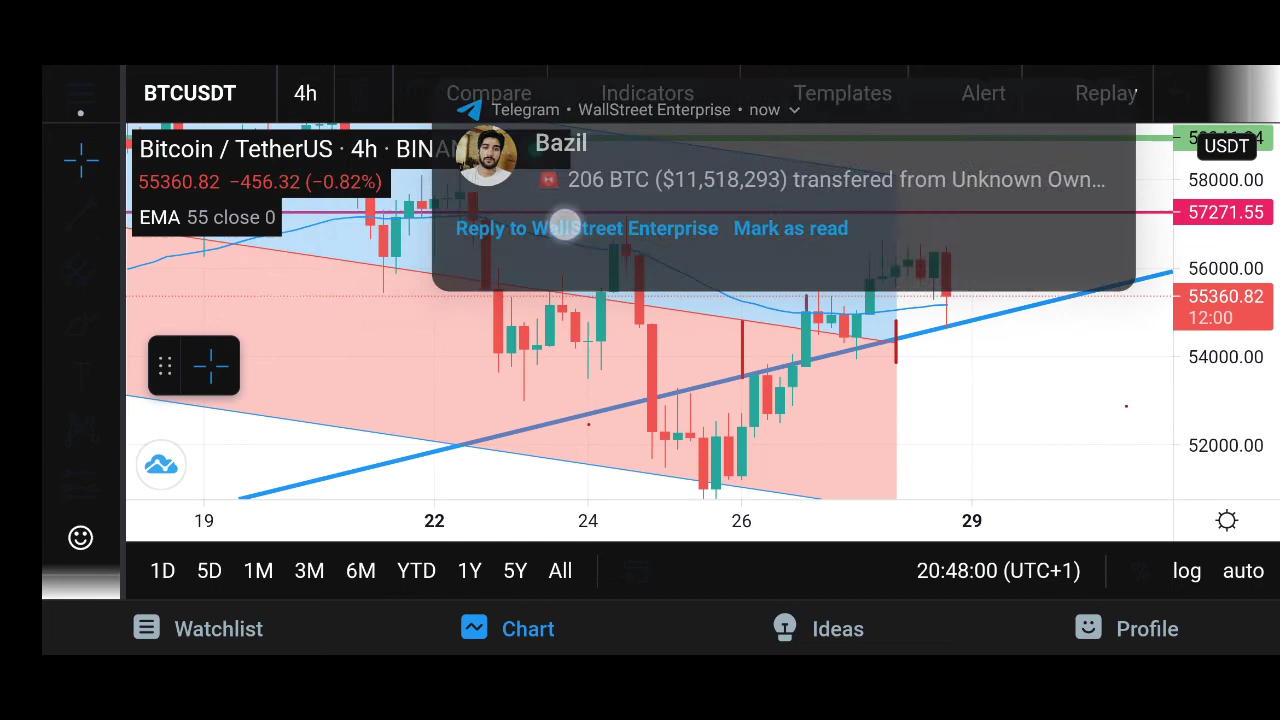 BTCUSDT
4h
Compare
Indicators
Templates
Alert
Replay
Telegram • WallStreet Enterprise • now
Bazil
206 BTC ($11,518,293) transfered from Unknown Own…
Reply to WallStreet Enterprise
Mark as read
Bitcoin / TetherUS · 4h · BINAN
55360.82 −456.32 (−0.82%)
EMA 55 close 0
USDT
58000.00
57271.55
56000.00
55360.82
12:00
54000.00
52000.00
19
22
24
26
29
1D
5D
1M
3M
6M
YTD
1Y
5Y
All
20:48:00 (UTC+1)
%
log
auto
Watchlist
Chart
Ideas
Profile